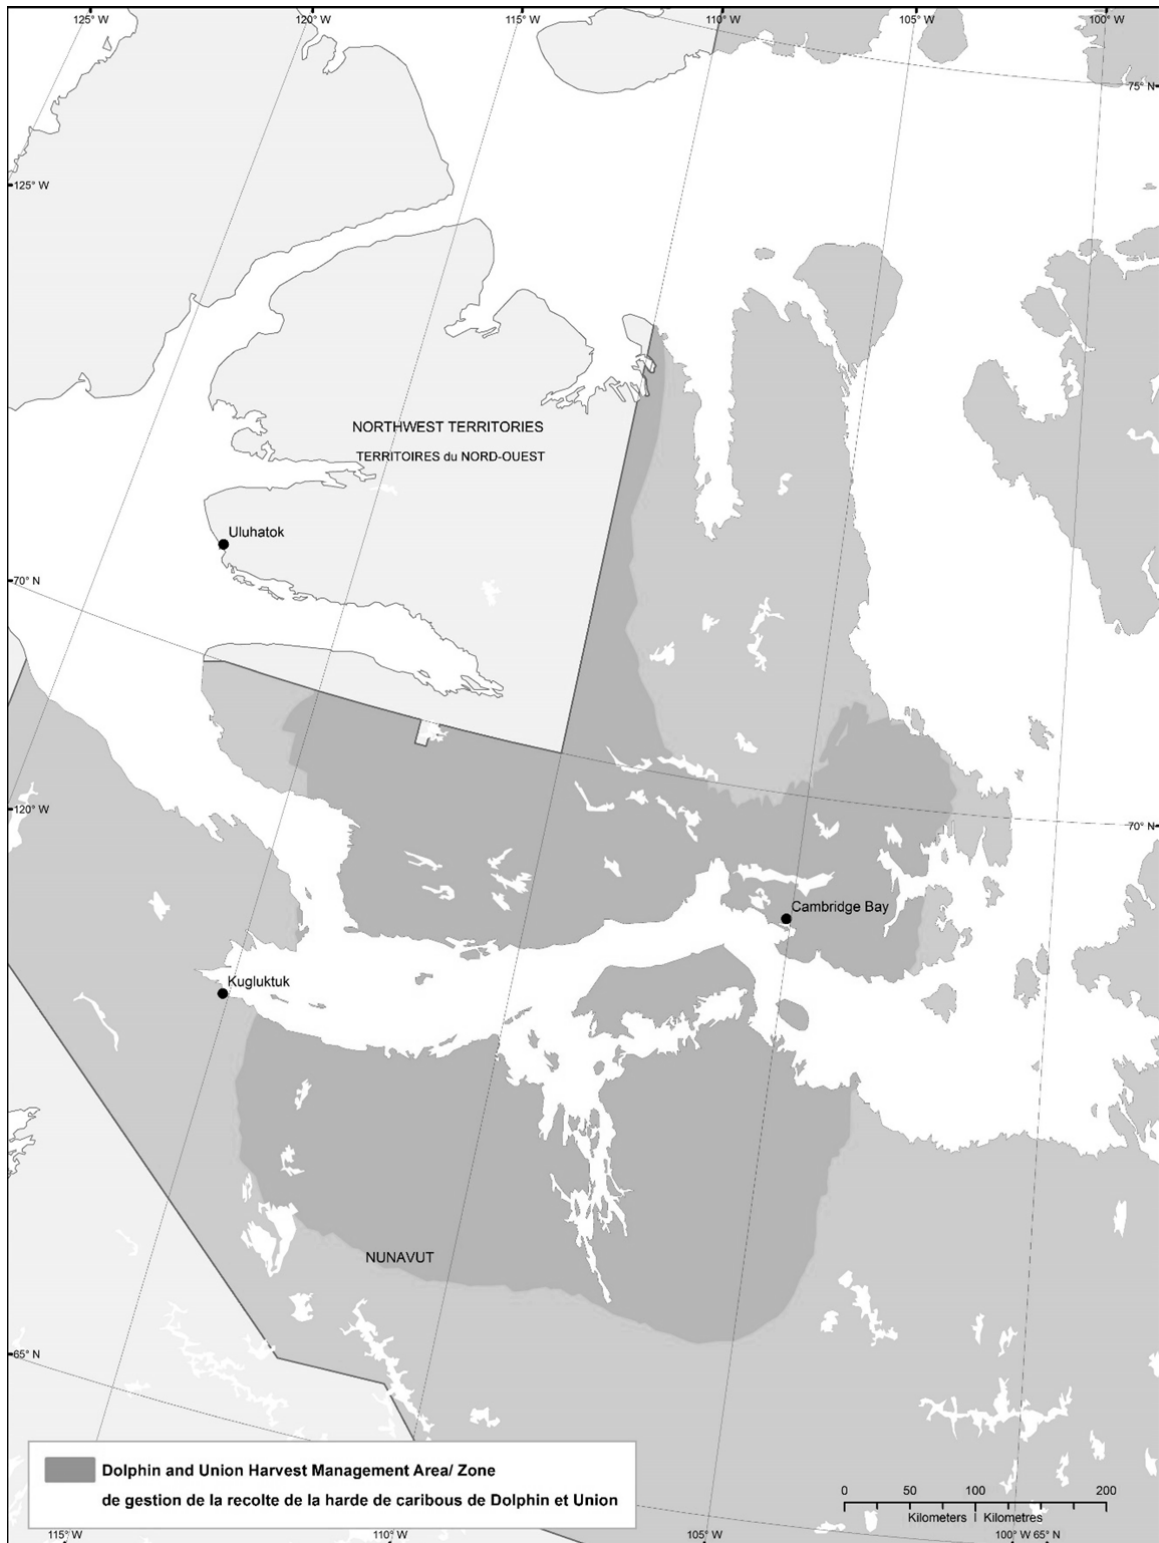 125° W
120° W
115° W
110° W
105° W
100° W
75° N
125° W
NORTHWEST TERRITORIES
TERRITOIRES du NORD-OUEST
Uluhatok
70° N
120° W
70° N
Cambridge Bay
Kugluktuk
NUNAVUT
65° N
Dolphin and Union Harvest Management Area/ Zone
de gestion de la recolte de la harde de caribous de Dolphin et Union
0 50 100 200
Kilometers | Kilometres
115° W
110° W
105° W
100° W 65° N